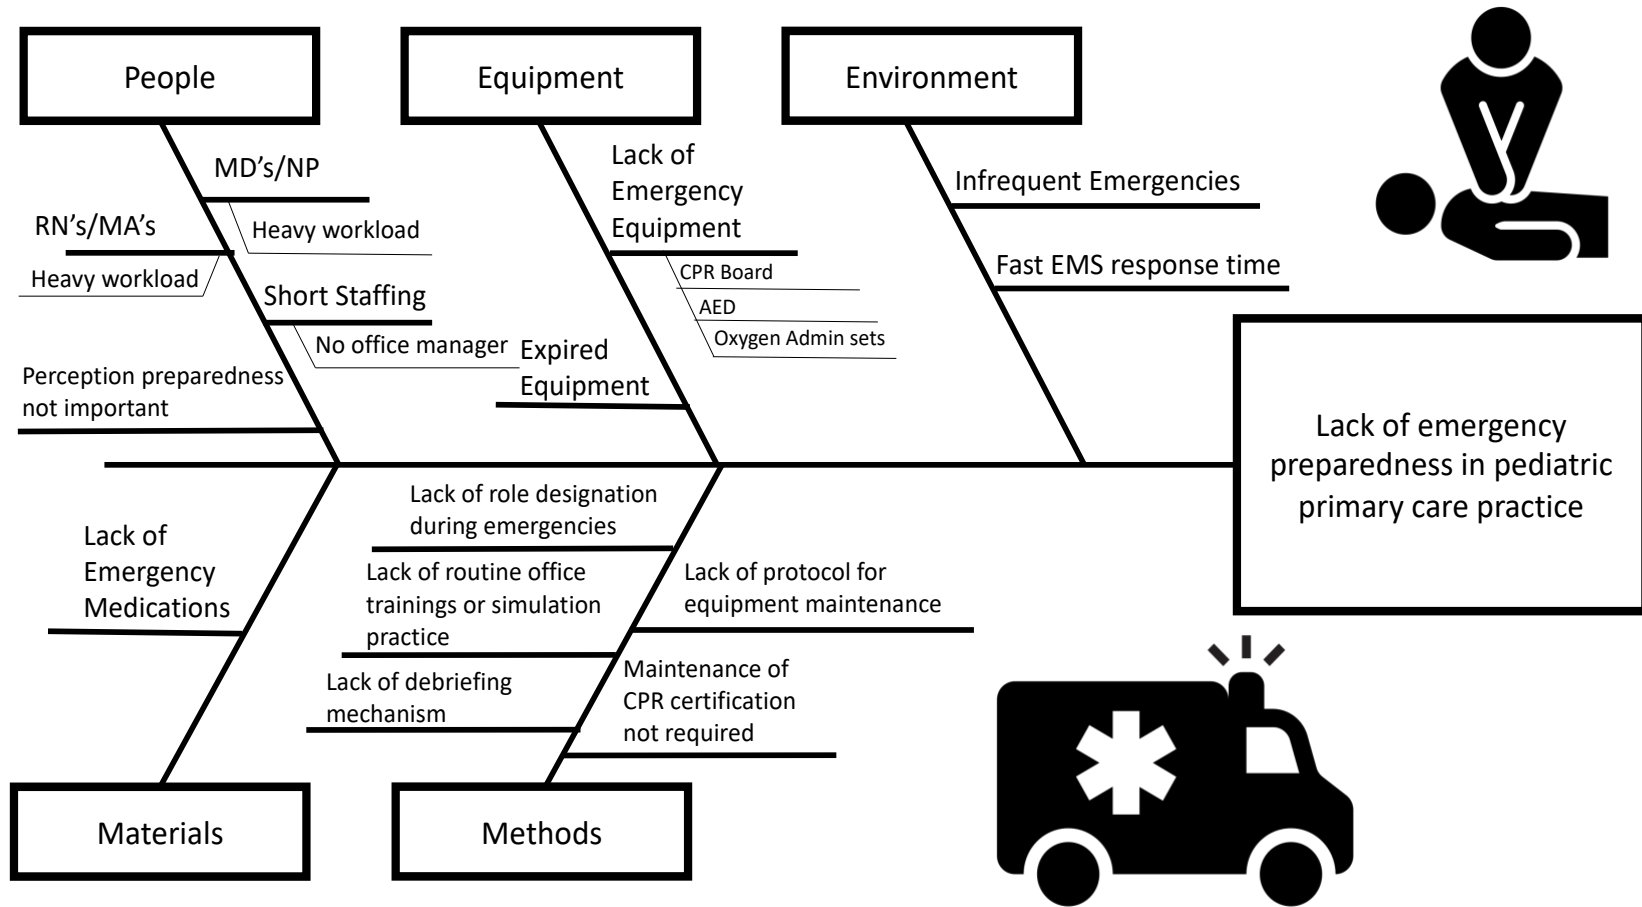 People
Equipment
Environment
MD’s/NP
Heavy workload
RN’s/MA’s
Heavy workload
Short Staffing
No office manager
Perception preparedness
not important
Lack of
Emergency
Equipment
CPR Board
AED
Oxygen Admin sets
Expired
Equipment
Infrequent Emergencies
Fast EMS response time
Lack of emergency
preparedness in pediatric
primary care practice
Lack of
Emergency
Medications
Lack of role designation
during emergencies
Lack of routine office
trainings or simulation
practice
Lack of debriefing
mechanism
Lack of protocol for
equipment maintenance
Maintenance of
CPR certification
not required
Materials
Methods